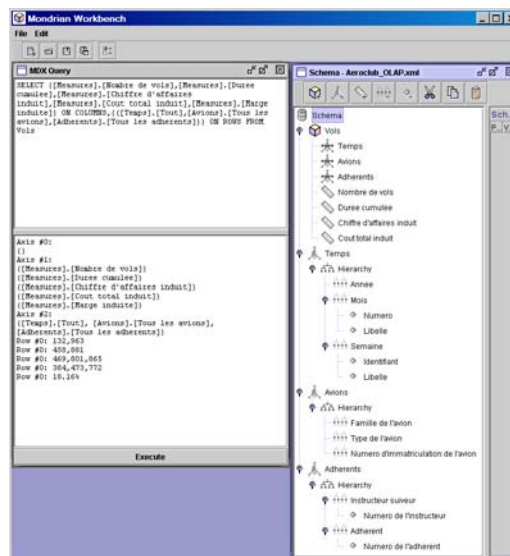 Mondrian Workbench
File Edit
MDX Query
SELECT ([Measures].[Nombre de vols],[Measures].[Duree
cumulee],[Measures].[Chiffre d'affaires
induit],[Measures].[Cout total induit],[Measures].[Marge
induite]) ON COLUMNS,(([Temps].[Tout],[Avions].[Tous les
avions],[Adherents].[Tous les adherents])) ON ROWS FROM
Vols
Axis #0:
()
Axis #1:
([Measures].[Nombre de vols])
([Measures].[Duree cumulee])
([Measures].[Chiffre d'affaires induit])
([Measures].[Cout total induit])
([Measures].[Marge induite])
Axis #2:
([Temps].[Tout], [Avions].[Tous les avions],
[Adherents].[Tous les adherents])
Row #0: 132,963
Row #0: 458,881
Row #0: 469,801,865
Row #0: 384,473,772
Row #0: 18.16%
Execute
Schema - Aeroclub_OLAP.xml
Schema
Vols
Temps
Avions
Adherents
Nombre de vols
Duree cumulee
Chiffre d'affaires induit
Cout total induit
Temps
Hierarchy
Annee
Mois
Numero
Libelle
Semaine
Identifiant
Libelle
Avions
Hierarchy
Famille de l'avion
Type de l'avion
Numero d'immatriculation de l'avion
Adherents
Hierarchy
Instructeur suiveur
Numero de l'instructeur
Adherent
Numero de l'adherent
Sch.
P... V...